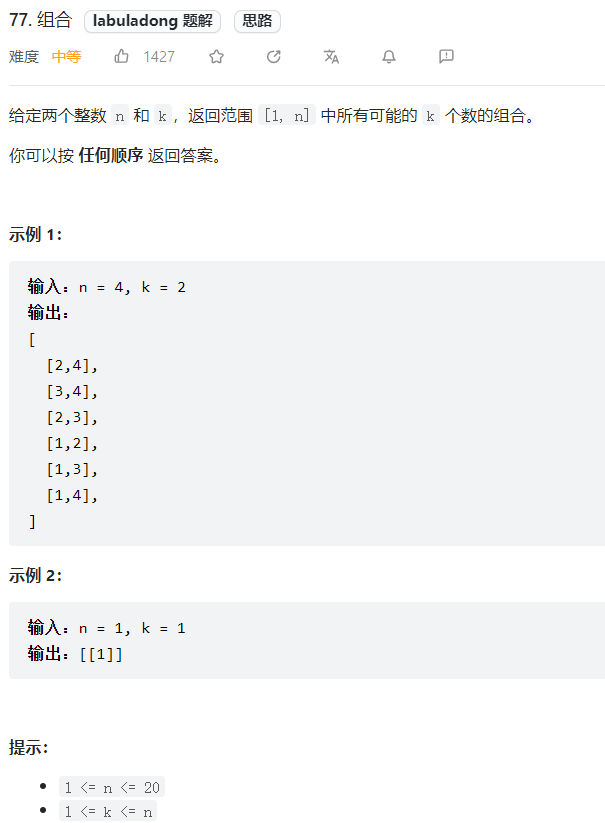 77. 组合 labuladong 题解 思路
难度 中等 1427
给定两个整数 n 和 k，返回范围 [1, n] 中所有可能的 k 个数的组合。
你可以按 任何顺序 返回答案。
示例 1：
输入：n = 4, k = 2
输出：
[
  [2,4],
  [3,4],
  [2,3],
  [1,2],
  [1,3],
  [1,4],
]
示例 2：
输入：n = 1, k = 1
输出：[[1]]
提示：
• 1 <= n <= 20
• 1 <= k <= n